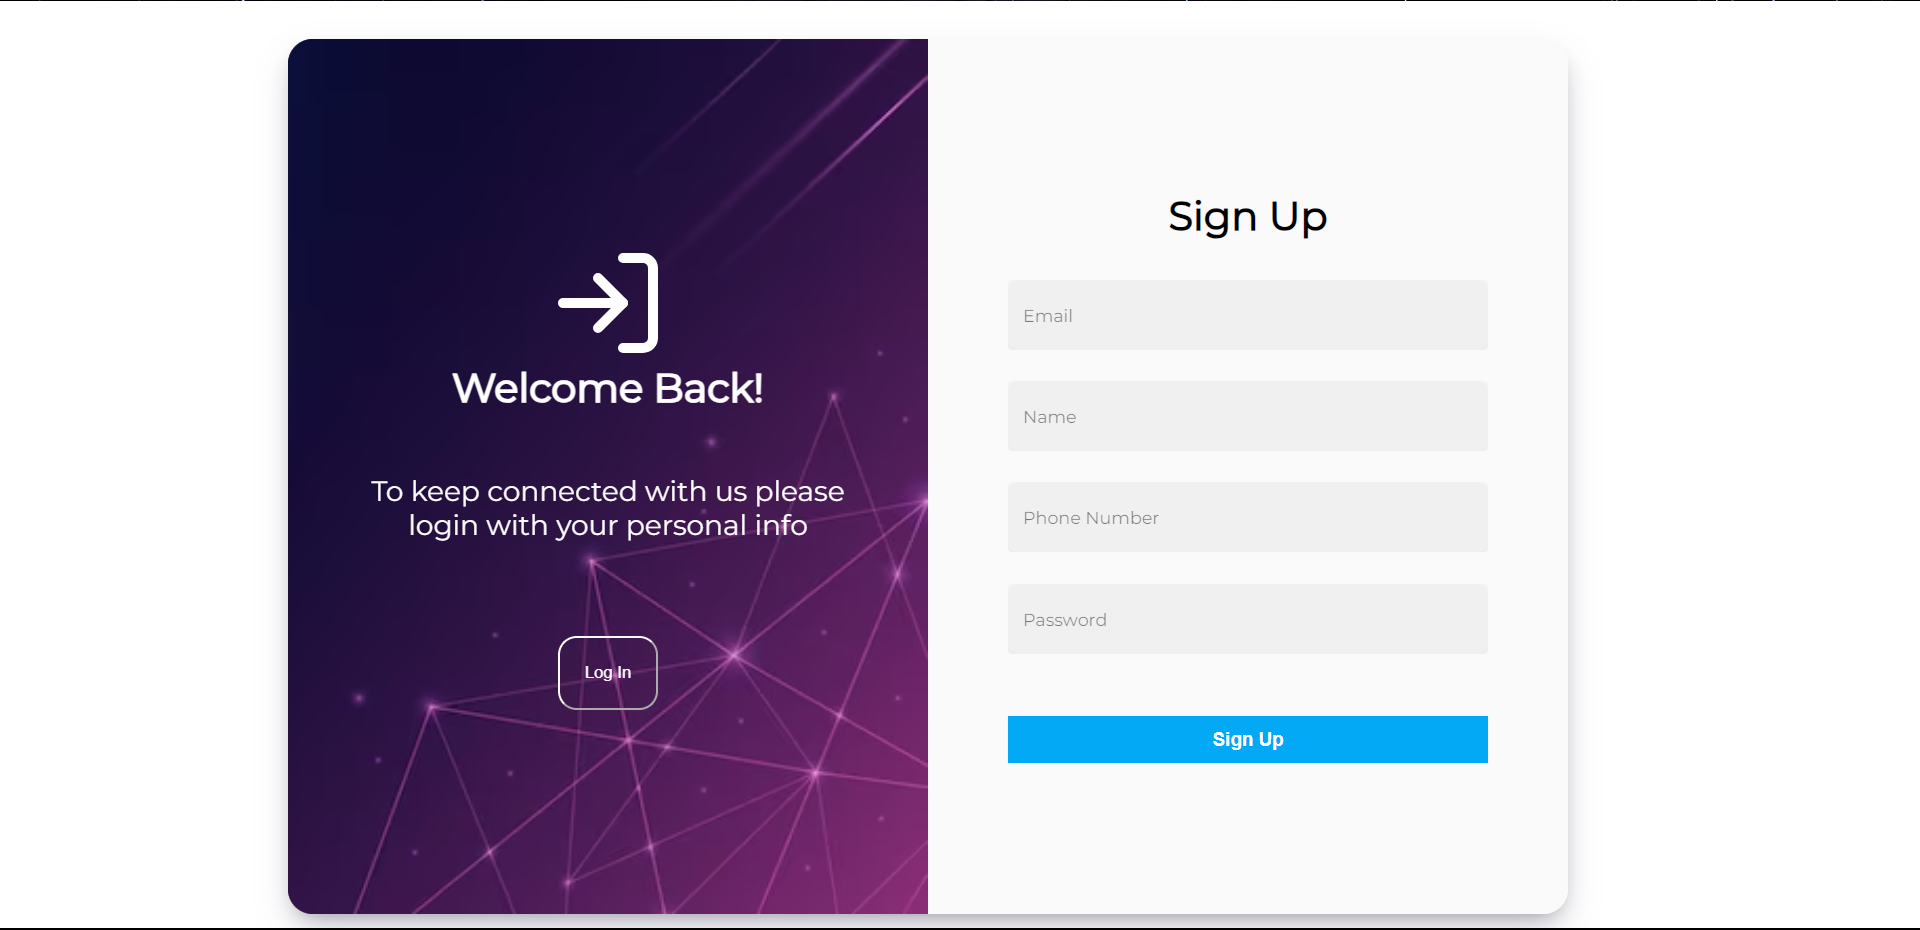 Welcome Back!
To keep connected with us please
login with your personal info
Log In
Sign Up
Email
Name
Phone Number
Password
Sign Up